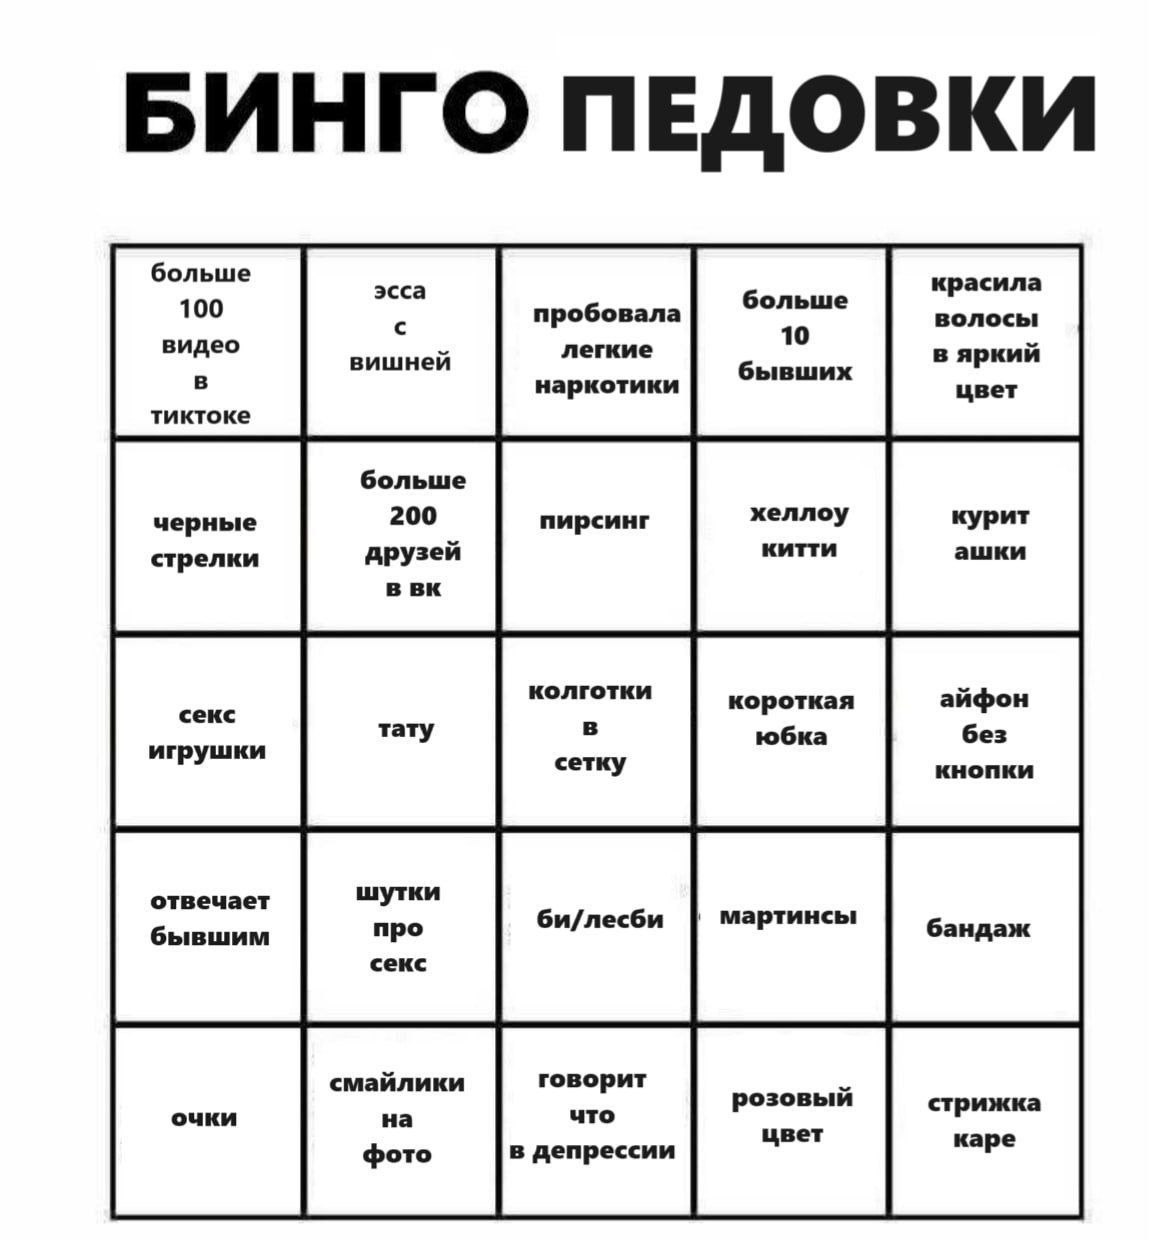 БИНГО ПЕДОВКИ
больше
100
видео
в
тиктоке
эсса
с
вишней
пробовала
легкие
наркотики
больше
10
бывших
красила
волосы
в яркий
цвет
черные
стрелки
больше
200
друзей
в вк
пирсинг
хеллоу
китти
курит
ашки
секс
игрушки
тату
колготки
в
сетку
короткая
юбка
айфон
без
кнопки
отвечает
бывшим
шутки
про
секс
би/лесби
мартинсы
бандаж
очки
смайлики
на
фото
говорит
что
в депрессии
розовый
цвет
стрижка
каре